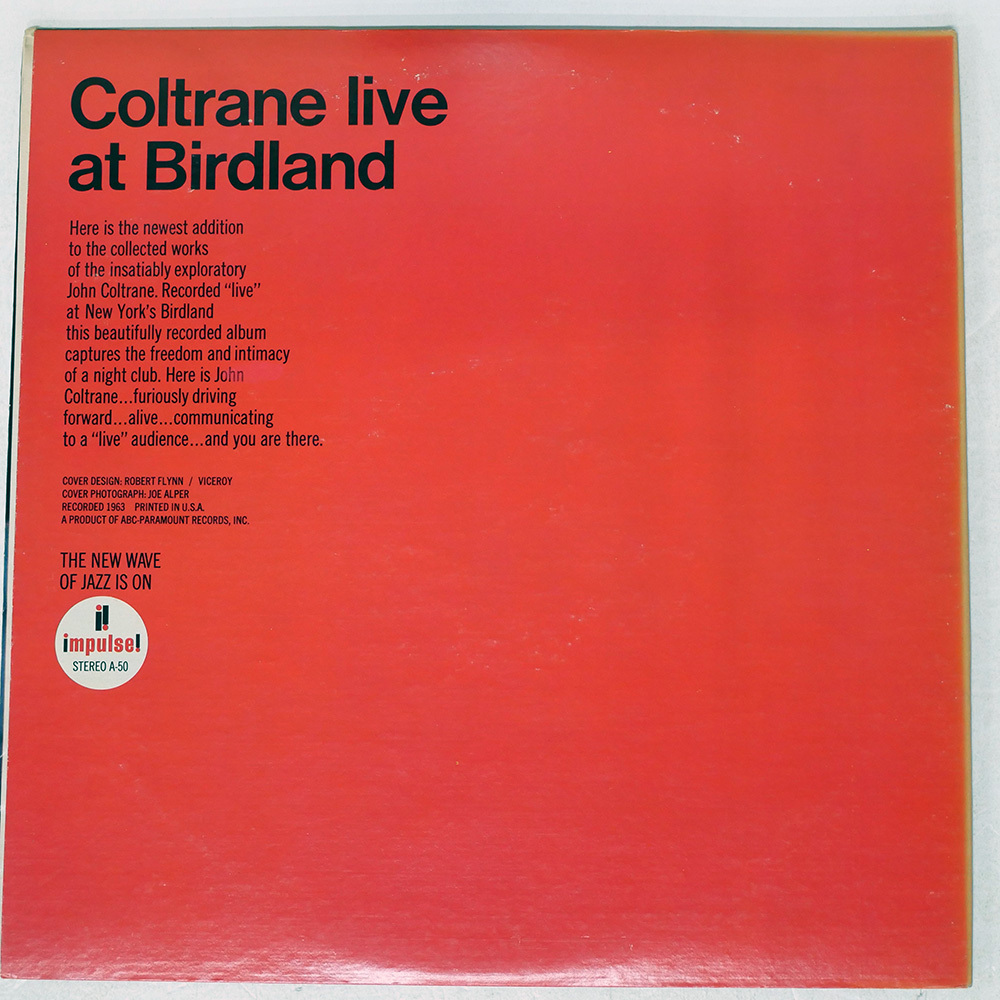 Coltrane live
at Birdland
Here is the newest addition
to the collected works
of the insatiably exploratory
John Coltrane. Recorded “live”
at New York's Birdland
this beautifully recorded album
captures the freedom and intimacy
of a night club. Here is John
Coltrane...furiously driving
forward...alive...communicating
to a “live” audience...and you are there.
COVER DESIGN: ROBERT FLYNN / VICEROY
COVER PHOTOGRAPH: JOE ALPER
RECORDED 1963 PRINTED IN U.S.A.
A PRODUCT OF ABC-PARAMOUNT RECORDS, INC.
THE NEW WAVE
OF JAZZ IS ON
i!
impulse!
STEREO A-50